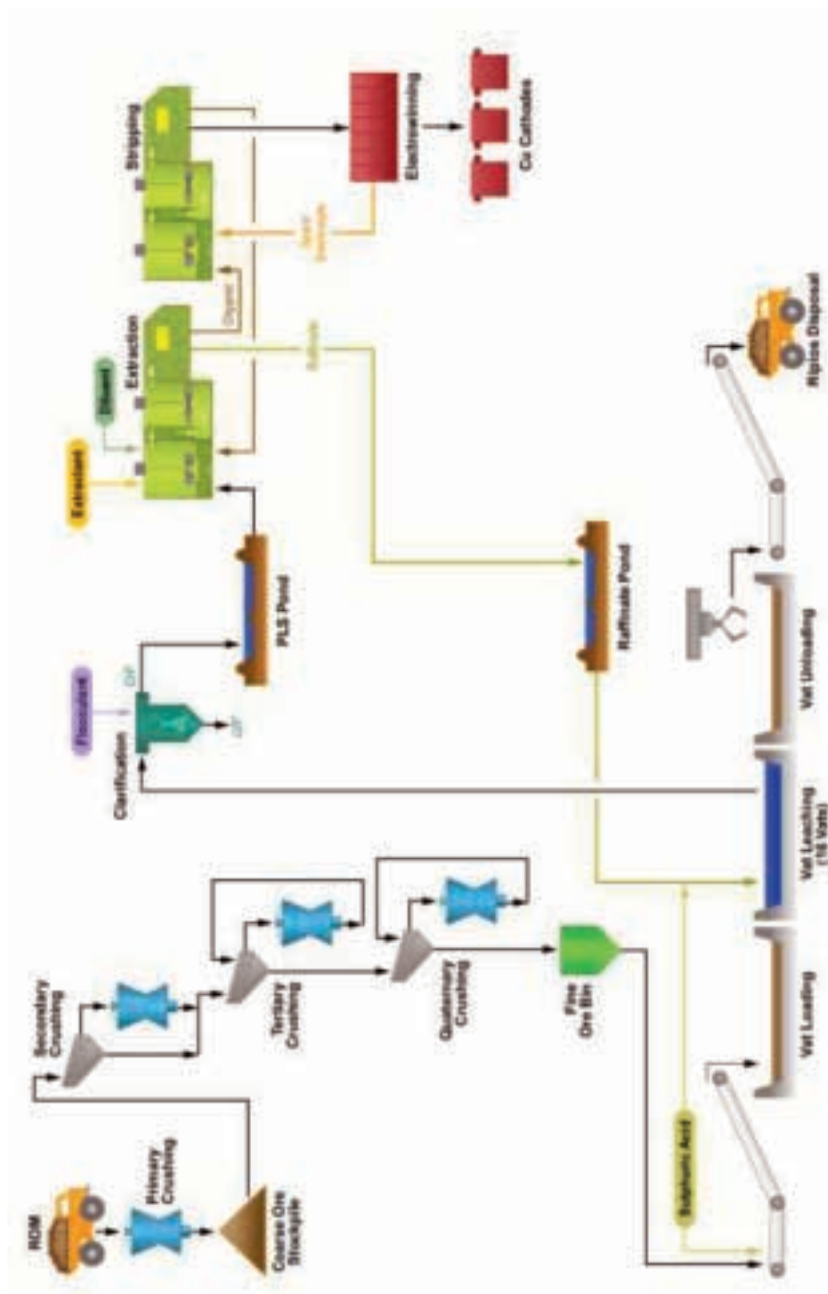 ROM
Primary
Crushing
Coarse Ore
Stockpile
Secondary
Crushing
Tertiary
Crushing
Quaternary
Crushing
Fine
Ore Bin
Sulphuric Acid
Vat Loading
Vat Leaching
(16 Vats)
Vat Unloading
Ripios Disposal
Clarification
Flocculant
O/F
U/F
PLS Pond
Raffinate Pond
Extractant
Diluent
Extraction
Stripping
Raffinate
Electrowinning
Cu Cathodes